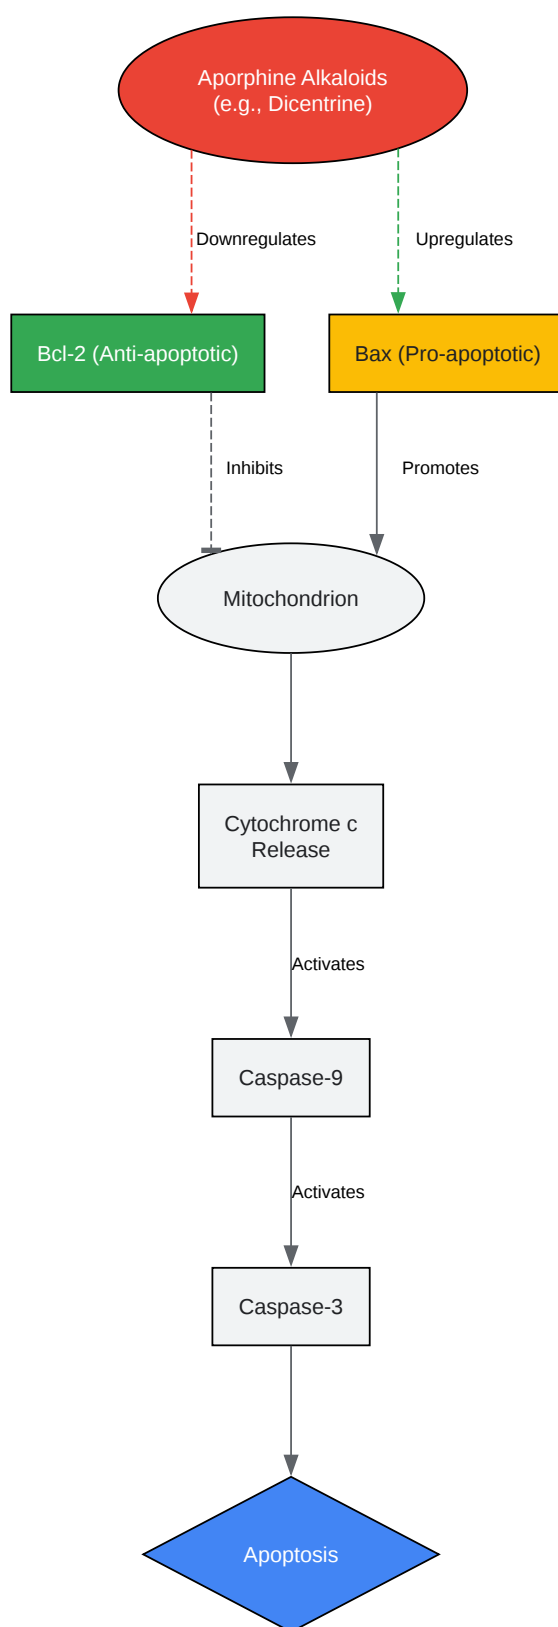 Aporphine Alkaloids
(e.g., Dicentrine)
Downregulates
Upregulates
Bcl-2 (Anti-apoptotic)
Bax (Pro-apoptotic)
Inhibits
Promotes
Mitochondrion
Cytochrome c
Release
Activates
Caspase-9
Activates
Caspase-3
Apoptosis